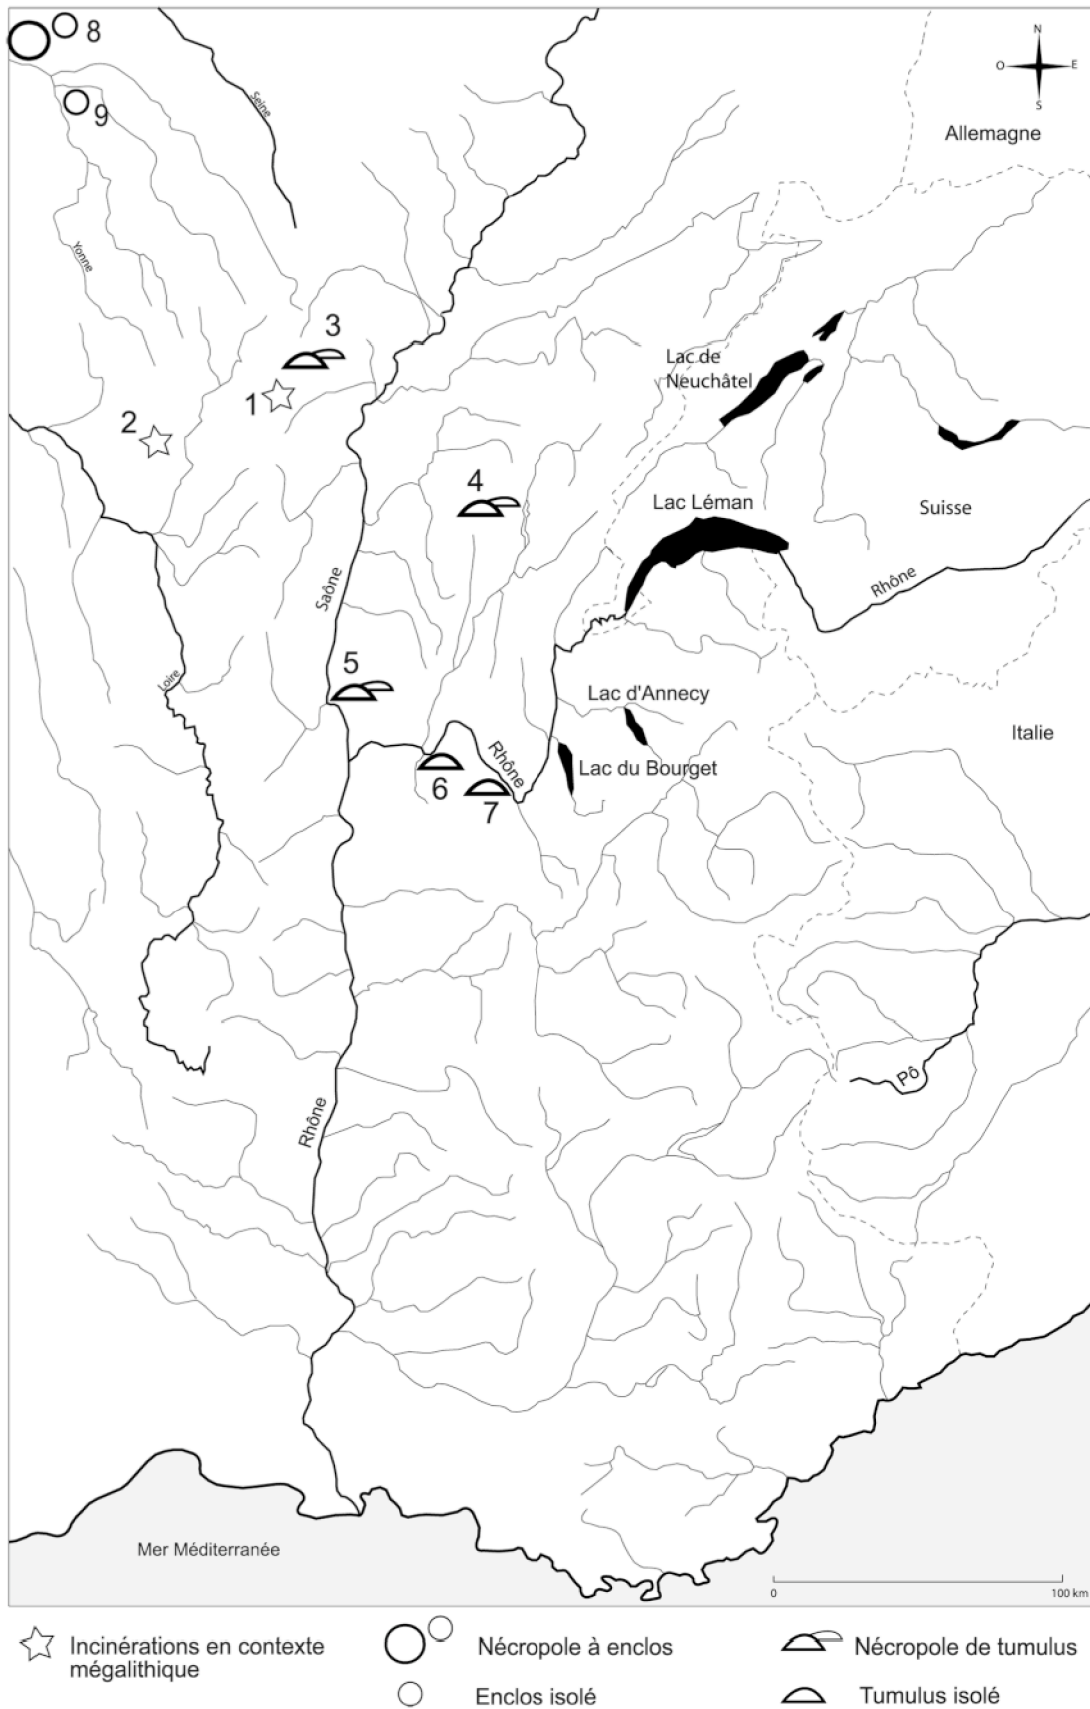 8
N
O
E
S
9
Seine
Allemagne
Yonne
3
Lac de
Neuchâtel
1
2
4
Lac Léman
Suisse
Rhône
Saône
5
Loire
Lac d'Annecy
Italie
Rhône
Lac du Bourget
6
7
Pô
Rhône
Mer Méditerranée
0
100 km
Incinérations en contexte
mégalithique
Nécropole à enclos
Nécropole de tumulus
Enclos isolé
Tumulus isolé